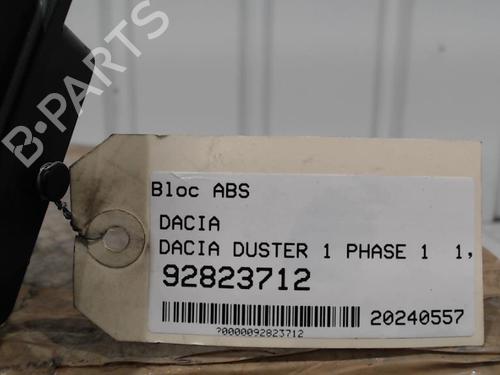 B-PARTS
Bloc ABS
DACIA
DACIA DUSTER 1 PHASE 1 1,
92823712
20240557
?0000092823712